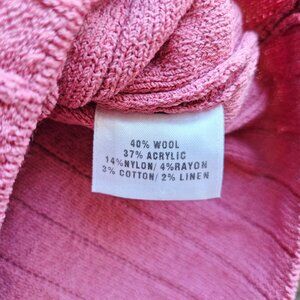 40% WOOL
37% ACRYLIC
14%NYLON/ 4%RAYON
3% COTTON/ 2% LINEN